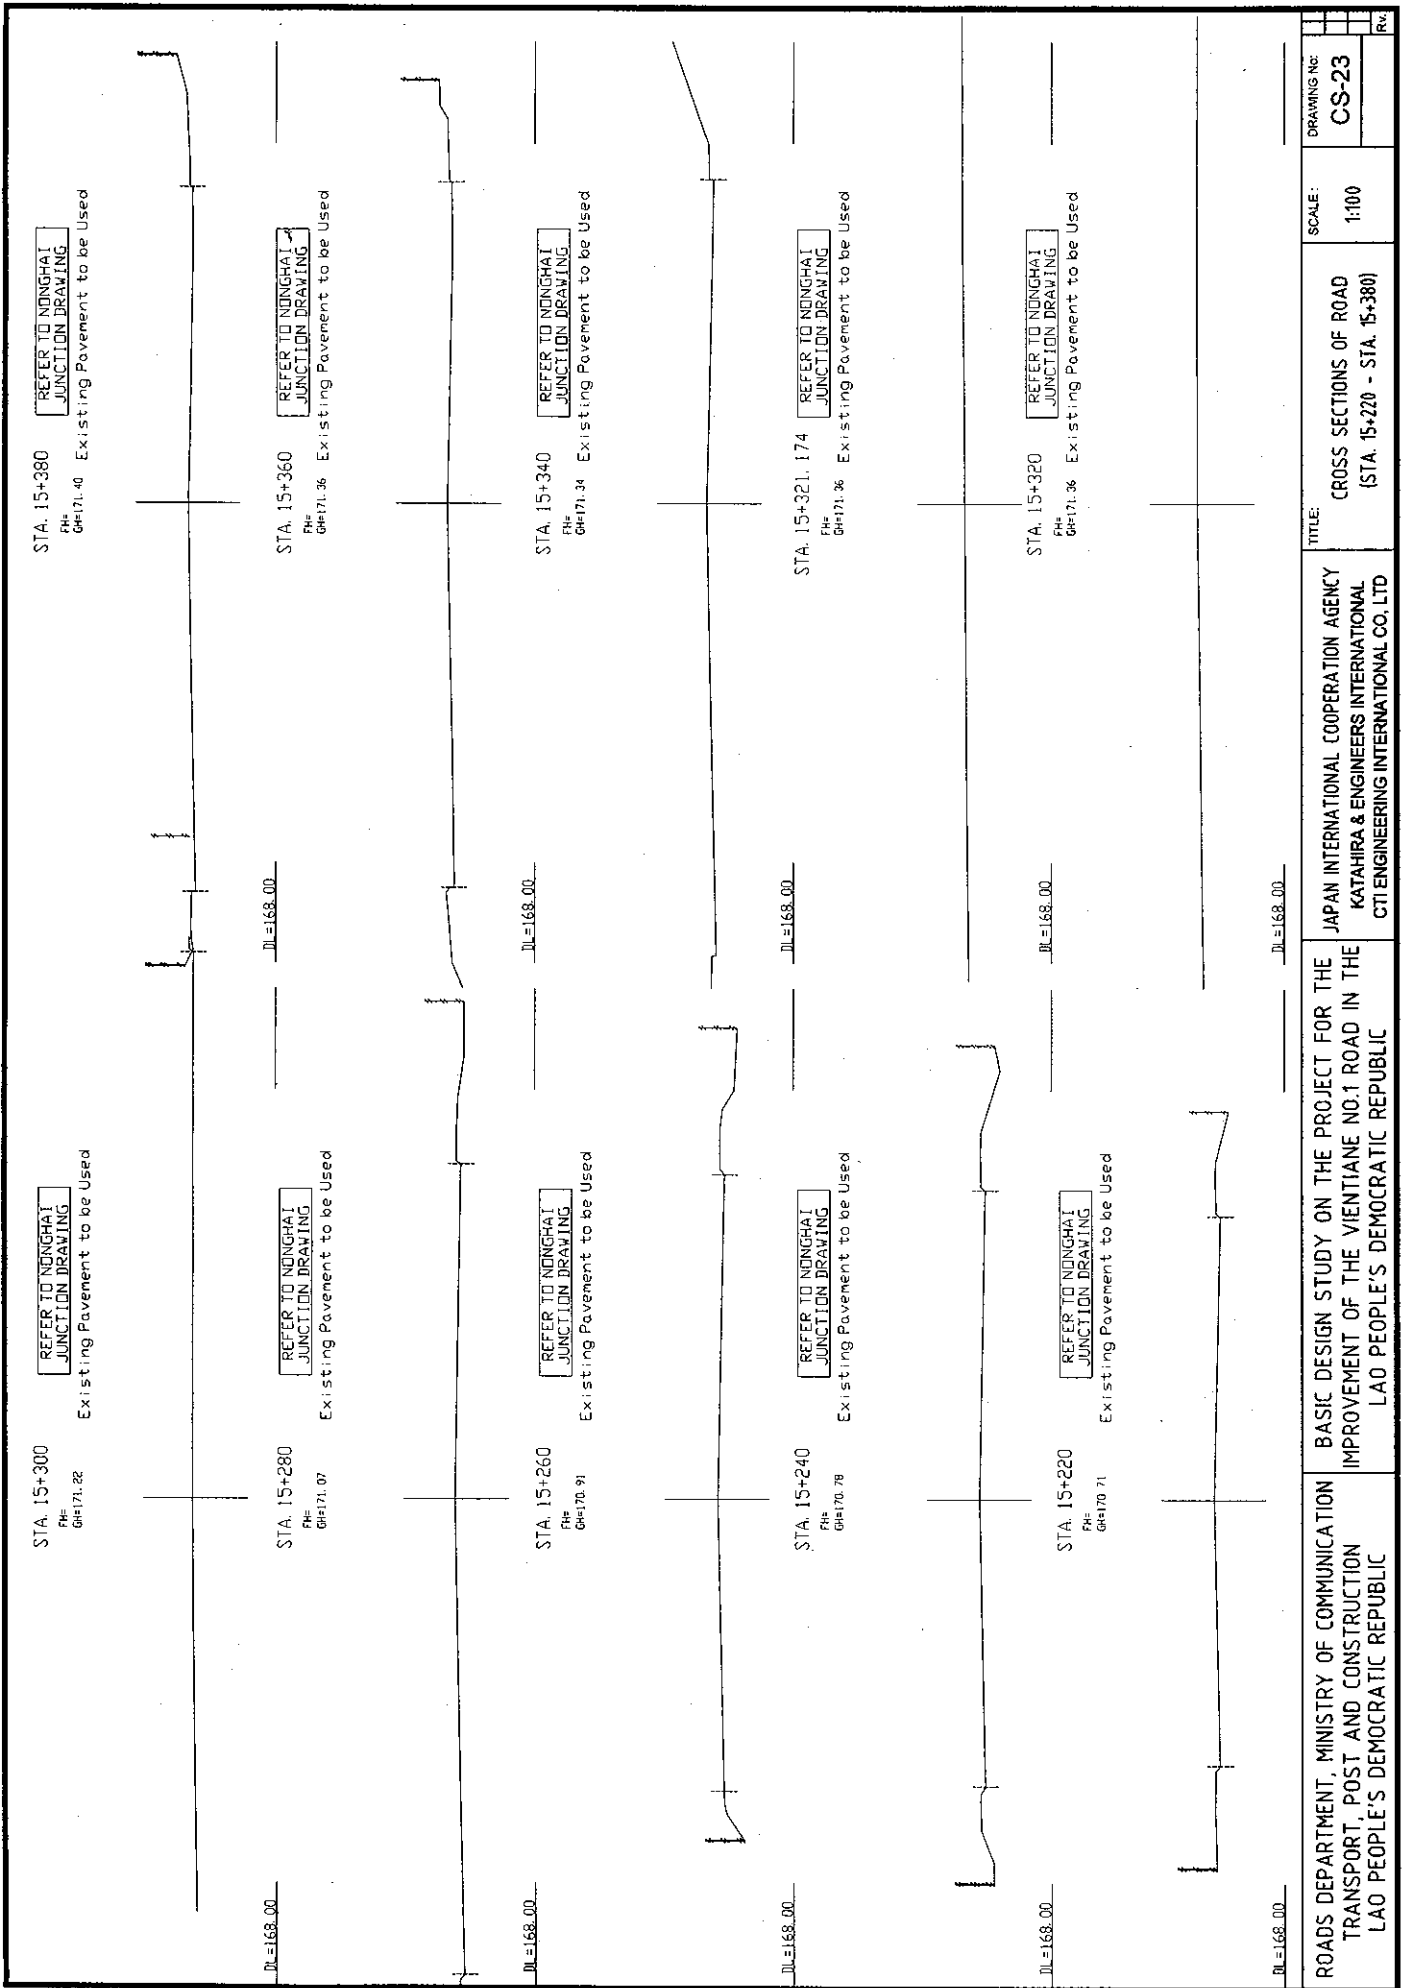 STA. 15+300
FH=
GH=171.22
REFER TO NONGHAI
JUNCTION DRAWING
Existing Pavement to be Used
DL=168.00
STA. 15+280
FH=
GH=171.07
REFER TO NONGHAI
JUNCTION DRAWING
Existing Pavement to be Used
DL=168.00
STA. 15+260
FH=
GH=170.91
REFER TO NONGHAI
JUNCTION DRAWING
Existing Pavement to be Used
DL=168.00
STA. 15+240
FH=
GH=170.78
REFER TO NONGHAI
JUNCTION DRAWING
Existing Pavement to be Used
DL=168.00
STA. 15+220
FH=
GH=170.71
REFER TO NONGHAI
JUNCTION DRAWING
Existing Pavement to be Used
DL=168.00
STA. 15+380
FH=
GH=171.40
REFER TO NONGHAI
JUNCTION DRAWING
Existing Pavement to be Used
DL=168.00
STA. 15+360
FH=
GH=171.36
REFER TO NONGHAI
JUNCTION DRAWING
Existing Pavement to be Used
DL=168.00
STA. 15+340
FH=
GH=171.34
REFER TO NONGHAI
JUNCTION DRAWING
Existing Pavement to be Used
DL=168.00
STA. 15+321.174
FH=
GH=171.36
REFER TO NONGHAI
JUNCTION DRAWING
Existing Pavement to be Used
DL=168.00
STA. 15+320
FH=
GH=171.36
REFER TO NONGHAI
JUNCTION DRAWING
Existing Pavement to be Used
DL=168.00
ROADS DEPARTMENT, MINISTRY OF COMMUNICATION
TRANSPORT, POST AND CONSTRUCTION
LAO PEOPLE'S DEMOCRATIC REPUBLIC
BASIC DESIGN STUDY ON THE PROJECT FOR THE
IMPROVEMENT OF THE VIENTIANE NO.1 ROAD IN THE
LAO PEOPLE'S DEMOCRATIC REPUBLIC
JAPAN INTERNATIONAL COOPERATION AGENCY
KATAHIRA & ENGINEERS INTERNATIONAL
CTI ENGINEERING INTERNATIONAL CO, LTD
TITLE:
CROSS SECTIONS OF ROAD
(STA. 15+220 - STA. 15+380)
SCALE:
1:100
DRAWING No:
CS-23
Rv.